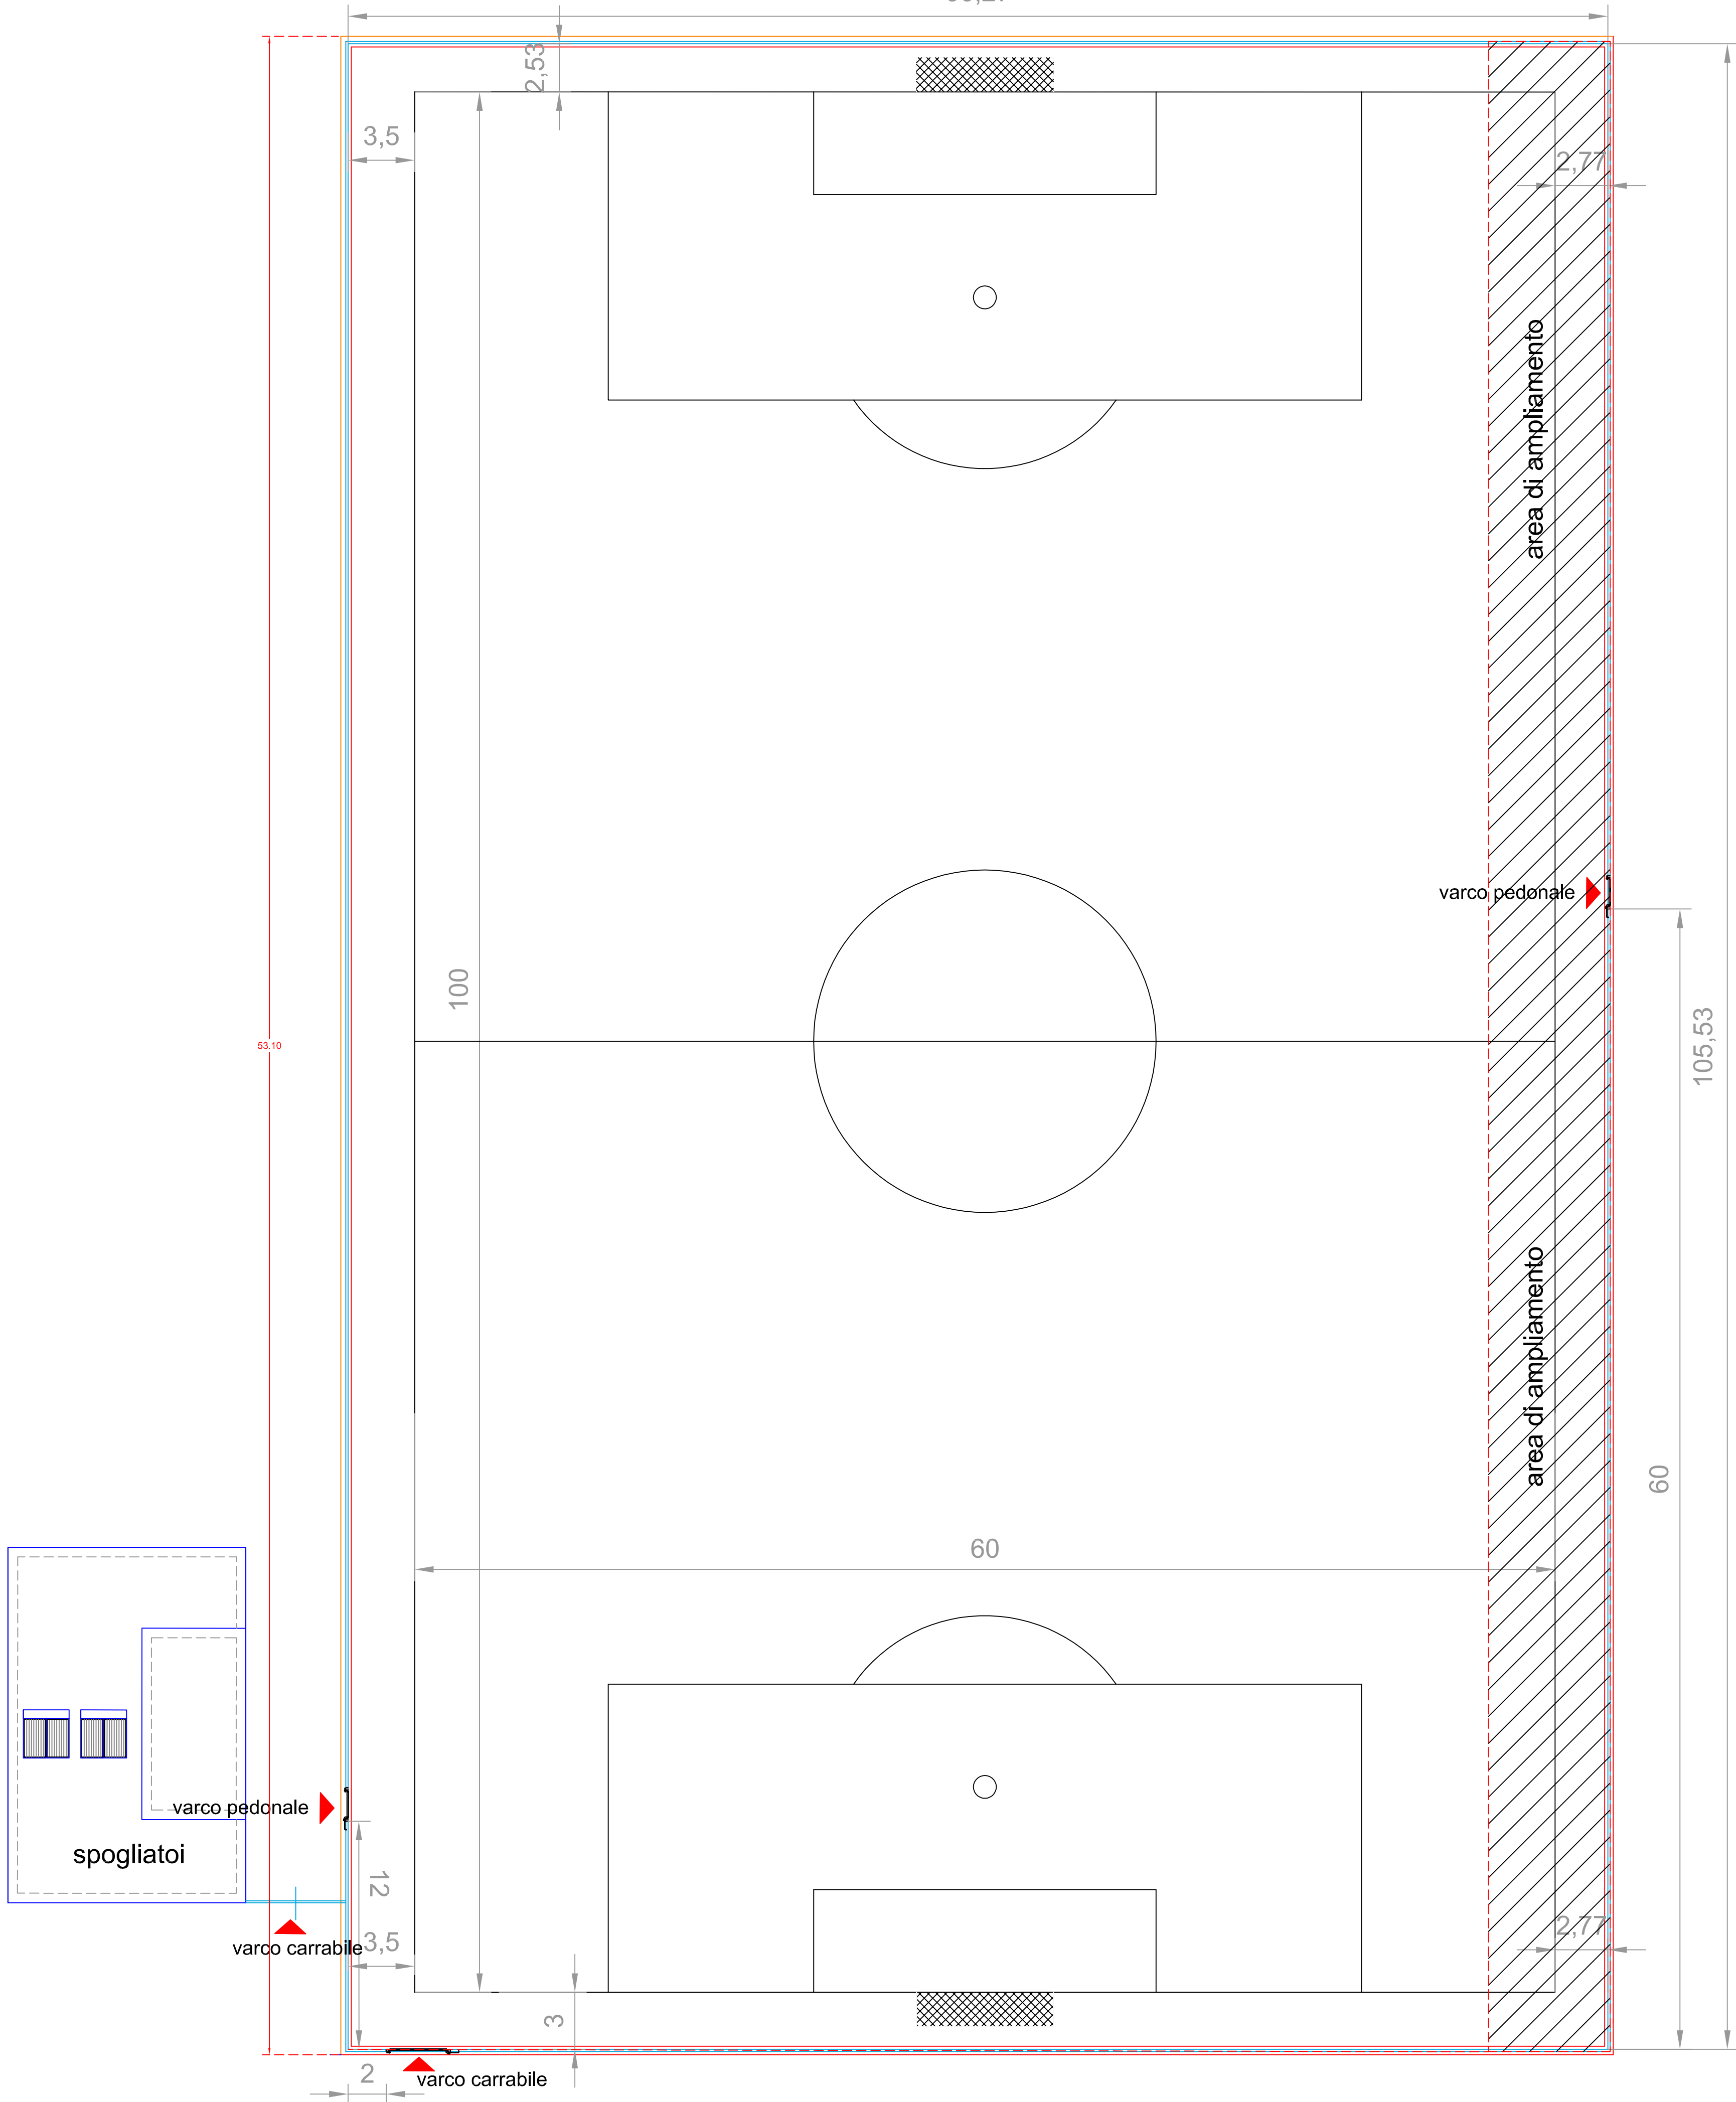 2,53
3,5
2,77
area di ampliamento
varco pedonale
100
53.10
105,53
area di ampliamento
60
60
varco pedonale
spogliatoi
12
varco carrabile
3,5
2,77
3
2
varco carrabile